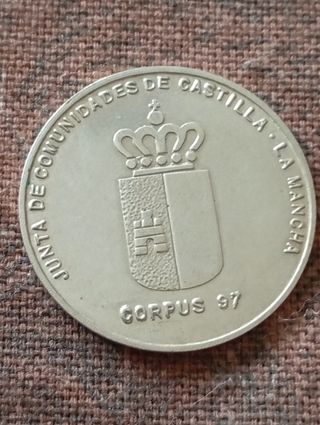 JUNTA DE COMUNIDADES DE CASTILLA - LA MANCHA
CORPUS 97